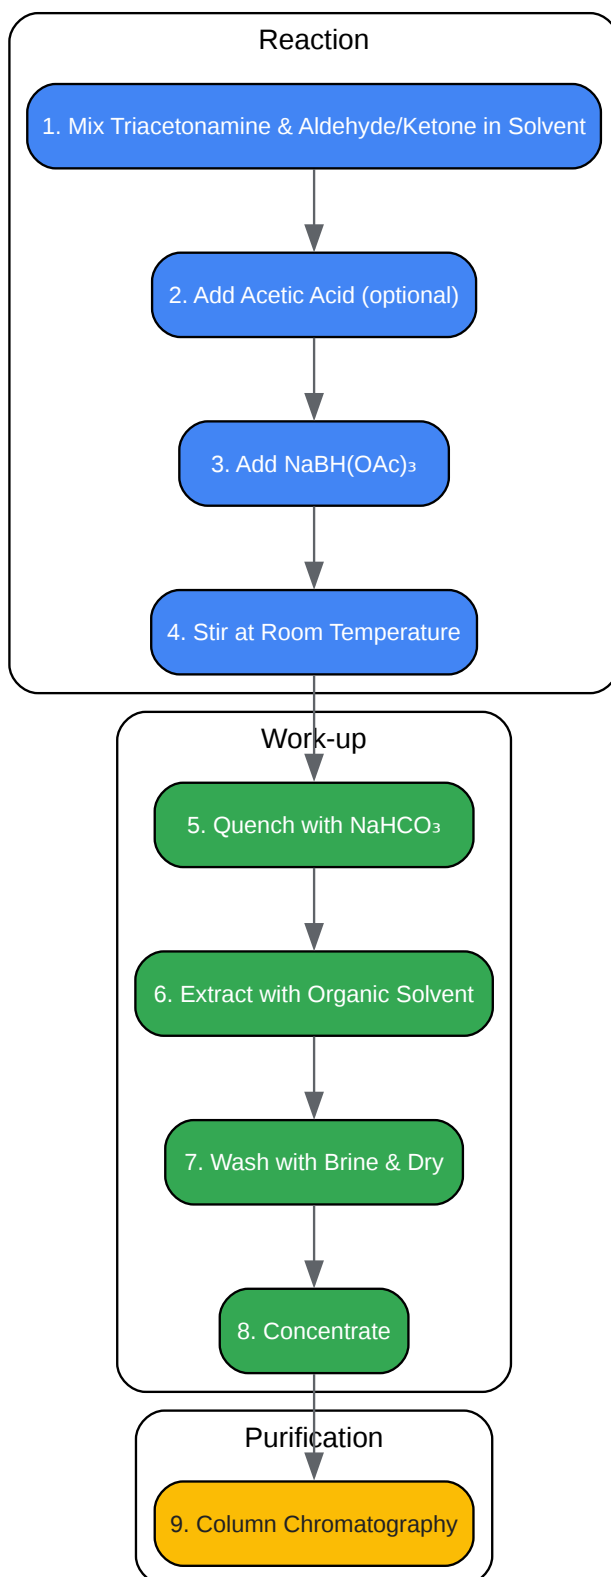 Reaction
1. Mix Triacetonamine & Aldehyde/Ketone in Solvent
2. Add Acetic Acid (optional)
3. Add NaBH(OAc)₃
4. Stir at Room Temperature
Work-up
5. Quench with NaHCO₃
6. Extract with Organic Solvent
7. Wash with Brine & Dry
8. Concentrate
Purification
9. Column Chromatography